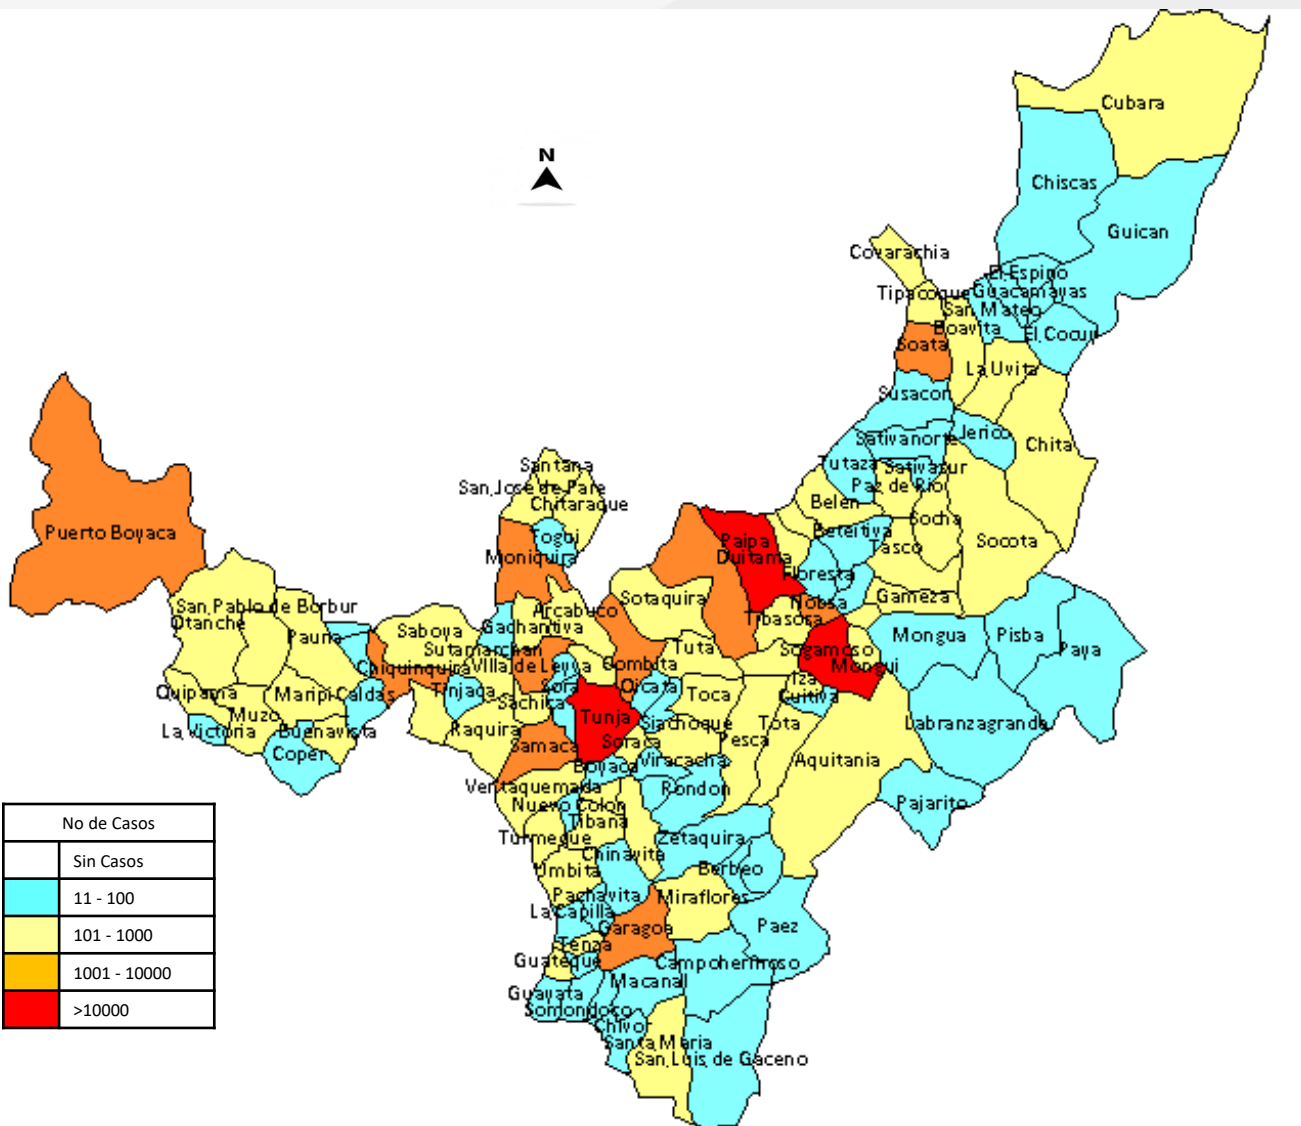 Cubara
N
Chiscas
Guican
Covarachia
El Espino
Tipacoque
Guacamayas
San Mateo
Boavita
El Cocuy
Soata
La Uvita
Susacon
Jerico
Sativanorte
Chita
Tutaza
Sativasur
Santana
Paz de Rio
San Jose de Pare
Chitaraque
Belen
Socha
Puerto Boyaca
Beteitiva
Togui
Paipa
Socota
Tasco
Moniquira
Duitama
Floresta
Gameza
Sotaquira
San Pablo de Borbur
Nobsa
Arcabuco
Otanche
Tibasosa
Gachantiva
Saboya
Pauna
Mongua
Pisba
Paya
Sutamarchan
Tuta
Sogamoso
Combita
Villa de Leyva
Chiquinquira
Mongui
Iza
Sora
Oicata
Tinjaca
Quipama
Maripi
Caldas
Toca
Cuitiva
Sachica
Muzo
Tunja
Siachoque
Tota
Labranzagrande
La Victoria
Buenavista
Raquira
Soraca
Pesca
Samaca
Coper
Viracacha
Aquitania
Boyaca
Ventaquemada
Rondon
Nuevo Colon
Pajarito
Tibana
No de Casos
Turmeque
Zetaquira
Chinavita
Sin Casos
Umbita
Berbeo
11 - 100
Pachavita
Miraflores
La Capilla
Garagoa
Paez
101 - 1000
Tenza
Guateque
Campohermoso
1001 - 10000
Macanal
Guayata
Somondoco
>10000
Chivor
Santa Maria
San Luis de Gaceno